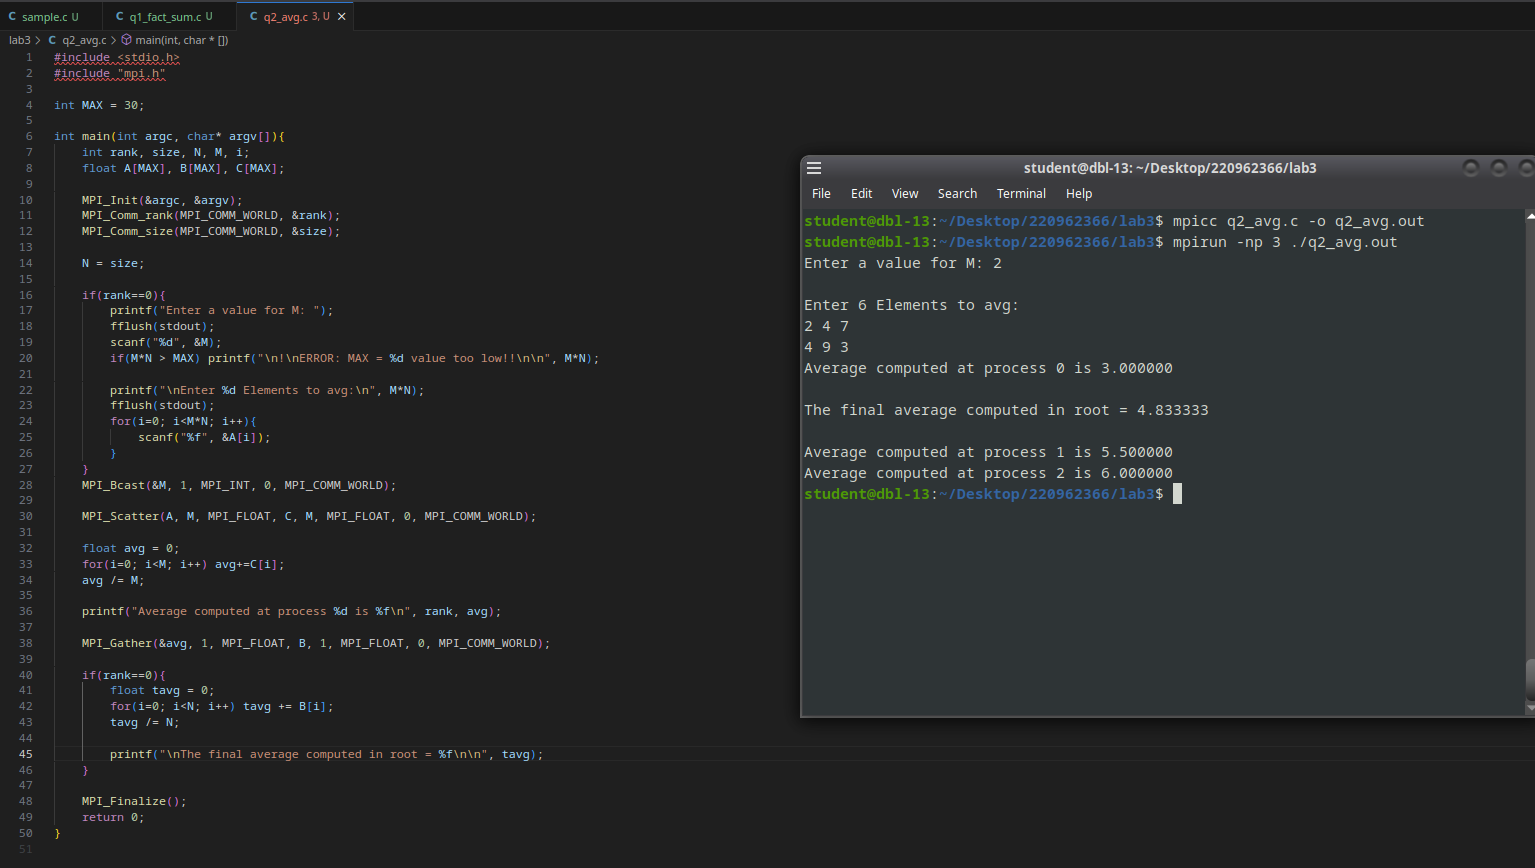 C sample.c U C q1_fact_sum.c U C q2_avg.c 3, U ×
lab3 > C q2_avg.c > main(int, char * [])
1 #include <stdio.h>
2 #include "mpi.h"
3
4 int MAX = 30;
5
6 int main(int argc, char* argv[]){
7 int rank, size, N, M, i;
8 float A[MAX], B[MAX], C[MAX];
9
10 MPI_Init(&argc, &argv);
11 MPI_Comm_rank(MPI_COMM_WORLD, &rank);
12 MPI_Comm_size(MPI_COMM_WORLD, &size);
13
14 N = size;
15
16 if(rank==0){
17 printf("Enter a value for M: ");
18 fflush(stdout);
19 scanf("%d", &M);
20 if(M*N > MAX) printf("\n!\nERROR: MAX = %d value too low!!\n\n", M*N);
21
22 printf("\nEnter %d Elements to avg:\n", M*N);
23 fflush(stdout);
24 for(i=0; i<M*N; i++){
25 scanf("%f", &A[i]);
26 }
27 }
28 MPI_Bcast(&M, 1, MPI_INT, 0, MPI_COMM_WORLD);
29
30 MPI_Scatter(A, M, MPI_FLOAT, C, M, MPI_FLOAT, 0, MPI_COMM_WORLD);
31
32 float avg = 0;
33 for(i=0; i<M; i++) avg+=C[i];
34 avg /= M;
35
36 printf("Average computed at process %d is %f\n", rank, avg);
37
38 MPI_Gather(&avg, 1, MPI_FLOAT, B, 1, MPI_FLOAT, 0, MPI_COMM_WORLD);
39
40 if(rank==0){
41 float tavg = 0;
42 for(i=0; i<N; i++) tavg += B[i];
43 tavg /= N;
44
45 printf("\nThe final average computed in root = %f\n\n", tavg);
46 }
47
48 MPI_Finalize();
49 return 0;
50 }
51
student@dbl-13: ~/Desktop/220962366/lab3
File Edit View Search Terminal Help
student@dbl-13:~/Desktop/220962366/lab3$ mpicc q2_avg.c -o q2_avg.out
student@dbl-13:~/Desktop/220962366/lab3$ mpirun -np 3 ./q2_avg.out
Enter a value for M: 2
Enter 6 Elements to avg:
2 4 7
4 9 3
Average computed at process 0 is 3.000000
The final average computed in root = 4.833333
Average computed at process 1 is 5.500000
Average computed at process 2 is 6.000000
student@dbl-13:~/Desktop/220962366/lab3$